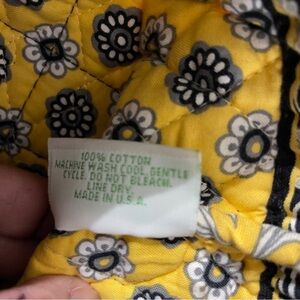 100% COTTON
MACHINE WASH COOL, GENTLE
CYCLE. DO NOT BLEACH.
LINE DRY.
MADE IN U.S.A.